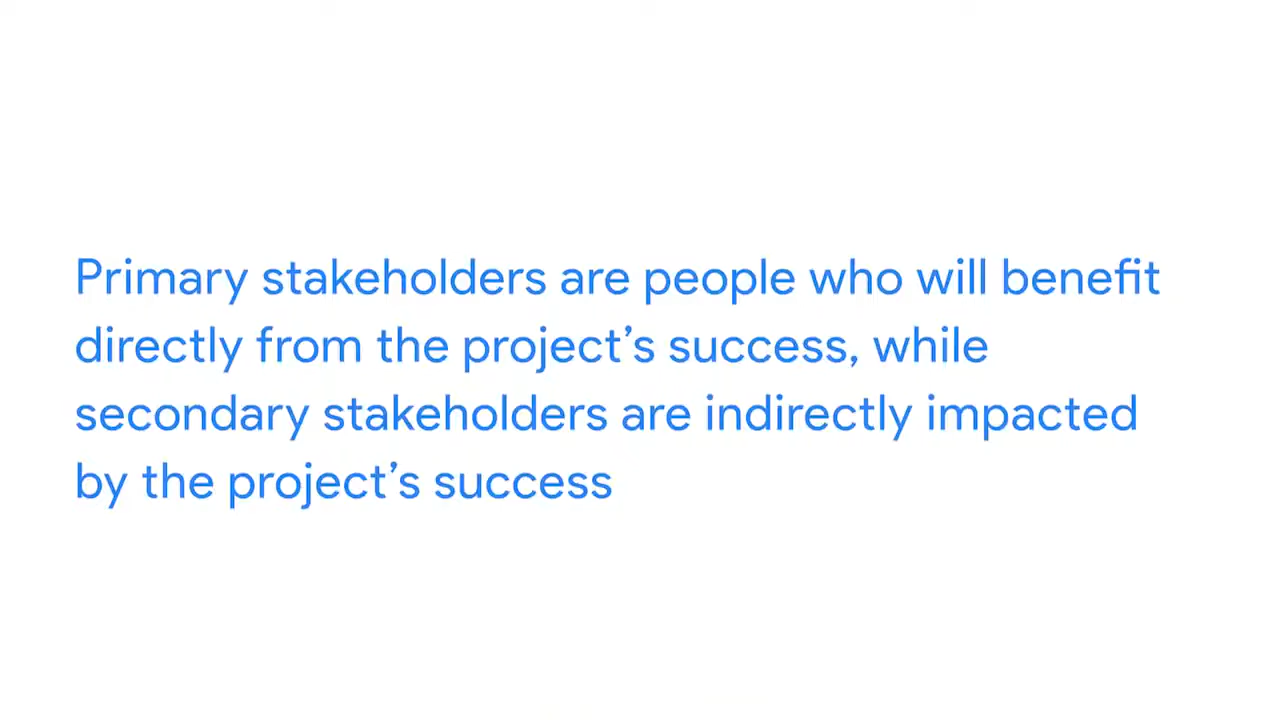 Primary stakeholders are people who will benefit
directly from the project’s success, while
secondary stakeholders are indirectly impacted
by the project’s success